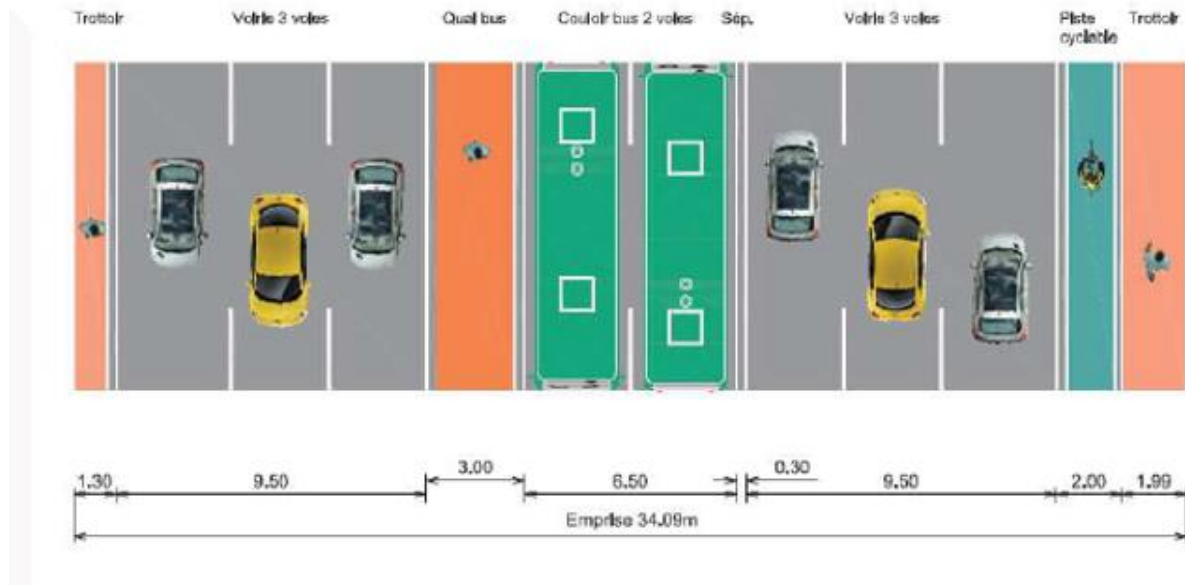 Trottoir Voirie 3 voies Quai bus Couloir bus 2 voies Sép. Voirie 3 voies Piste cyclable Trottoir
3.00 0.30
1.30 9.50 6.50 9.50 2.00 1.99
Emprise 34.09m